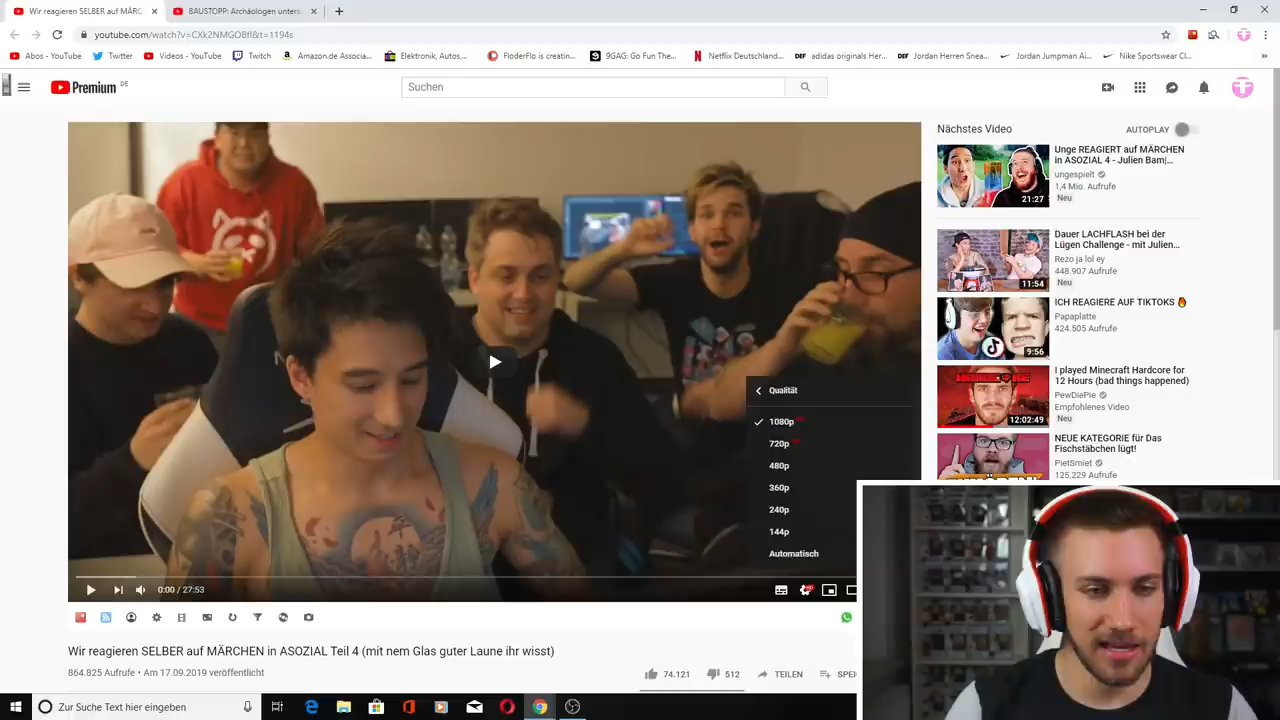 Wir reagieren SELBER auf MÄRC
BAUSTOPP: Archäologen unters
youtube.com/watch?v=CXk2NMGOBfI&t=1194s
Abos - YouTube
Twitter
Videos - YouTube
Twitch
Amazon.de Associa...
Elektronik, Autos,...
FloderFlo is creatin...
9GAG: Go Fun The...
Netflix Deutschland...
DEF adidas originals Her...
DEF Jordan Herren Snea...
Jordan Jumpman Ai...
Nike Sportswear Cl...
Premium DE
Suchen
Nächstes Video
AUTOPLAY
Unge REAGIERT auf MÄRCHEN
in ASOZIAL 4 - Julien Bam|...
ungespielt
1,4 Mio. Aufrufe
Neu
21:27
Dauer LACHFLASH bei der
Lügen Challenge - mit Julien...
Rezo ja lol ey
448.907 Aufrufe
Neu
11:54
ICH REAGIERE AUF TIKTOKS
Papaplatte
424.505 Aufrufe
9:56
I played Minecraft Hardcore for
12 Hours (bad things happened)
PewDiePie
Empfohlenes Video
Neu
12:02:49
NEUE KATEGORIE für Das
Fischstäbchen lügt!
PietSmiet
125.229 Aufrufe
Qualität
1080p HD
720p HD
480p
360p
240p
144p
Automatisch
0:00 / 27:53
Wir reagieren SELBER auf MÄRCHEN in ASOZIAL Teil 4 (mit nem Glas guter Laune ihr wisst)
864.825 Aufrufe • Am 17.09.2019 veröffentlicht
74.121
512
TEILEN
SPEI
Zur Suche Text hier eingeben